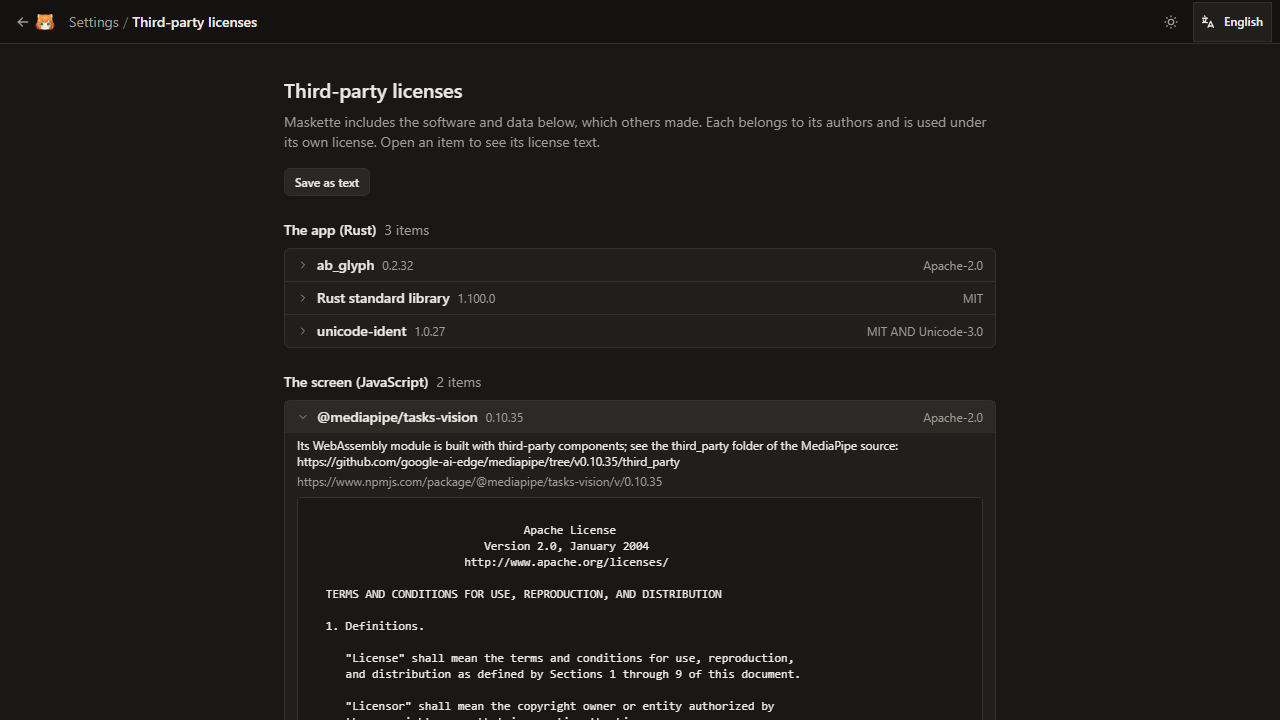 Settings / Third-party licenses
English
Third-party licenses
Maskette includes the software and data below, which others made. Each belongs to its authors and is used under
its own license. Open an item to see its license text.
Save as text
The app (Rust) 3 items
ab_glyph 0.2.32 Apache-2.0
Rust standard library 1.100.0 MIT
unicode-ident 1.0.27 MIT AND Unicode-3.0
The screen (JavaScript) 2 items
@mediapipe/tasks-vision 0.10.35 Apache-2.0
Its WebAssembly module is built with third-party components; see the third_party folder of the MediaPipe source:
https://github.com/google-ai-edge/mediapipe/tree/v0.10.35/third_party
https://www.npmjs.com/package/@mediapipe/tasks-vision/v/0.10.35
Apache License
Version 2.0, January 2004
http://www.apache.org/licenses/
TERMS AND CONDITIONS FOR USE, REPRODUCTION, AND DISTRIBUTION
1. Definitions.
"License" shall mean the terms and conditions for use, reproduction,
and distribution as defined by Sections 1 through 9 of this document.
"Licensor" shall mean the copyright owner or entity authorized by